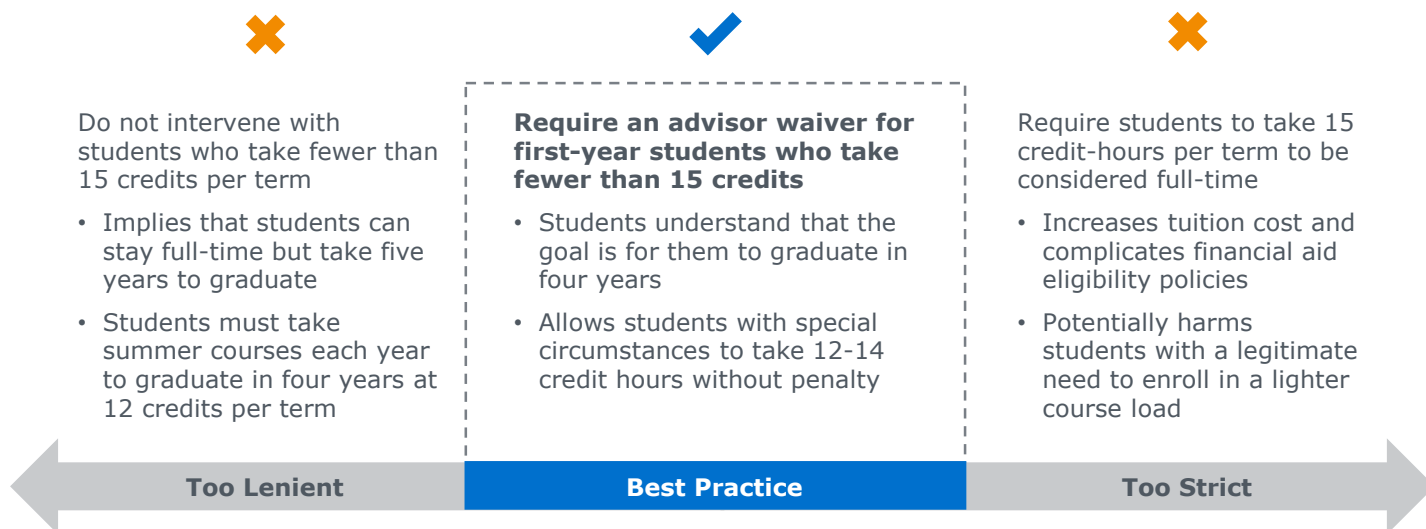 Do not intervene with
students who take fewer than
15 credits per term
• Implies that students can
stay full-time but take five
years to graduate
• Students must take
summer courses each year
to graduate in four years at
12 credits per term
Require an advisor waiver for
first-year students who take
fewer than 15 credits
• Students understand that the
goal is for them to graduate in
four years
• Allows students with special
circumstances to take 12-14
credit hours without penalty
Require students to take 15
credit-hours per term to be
considered full-time
• Increases tuition cost and
complicates financial aid
eligibility policies
• Potentially harms
students with a legitimate
need to enroll in a lighter
course load
Too Lenient
Best Practice
Too Strict